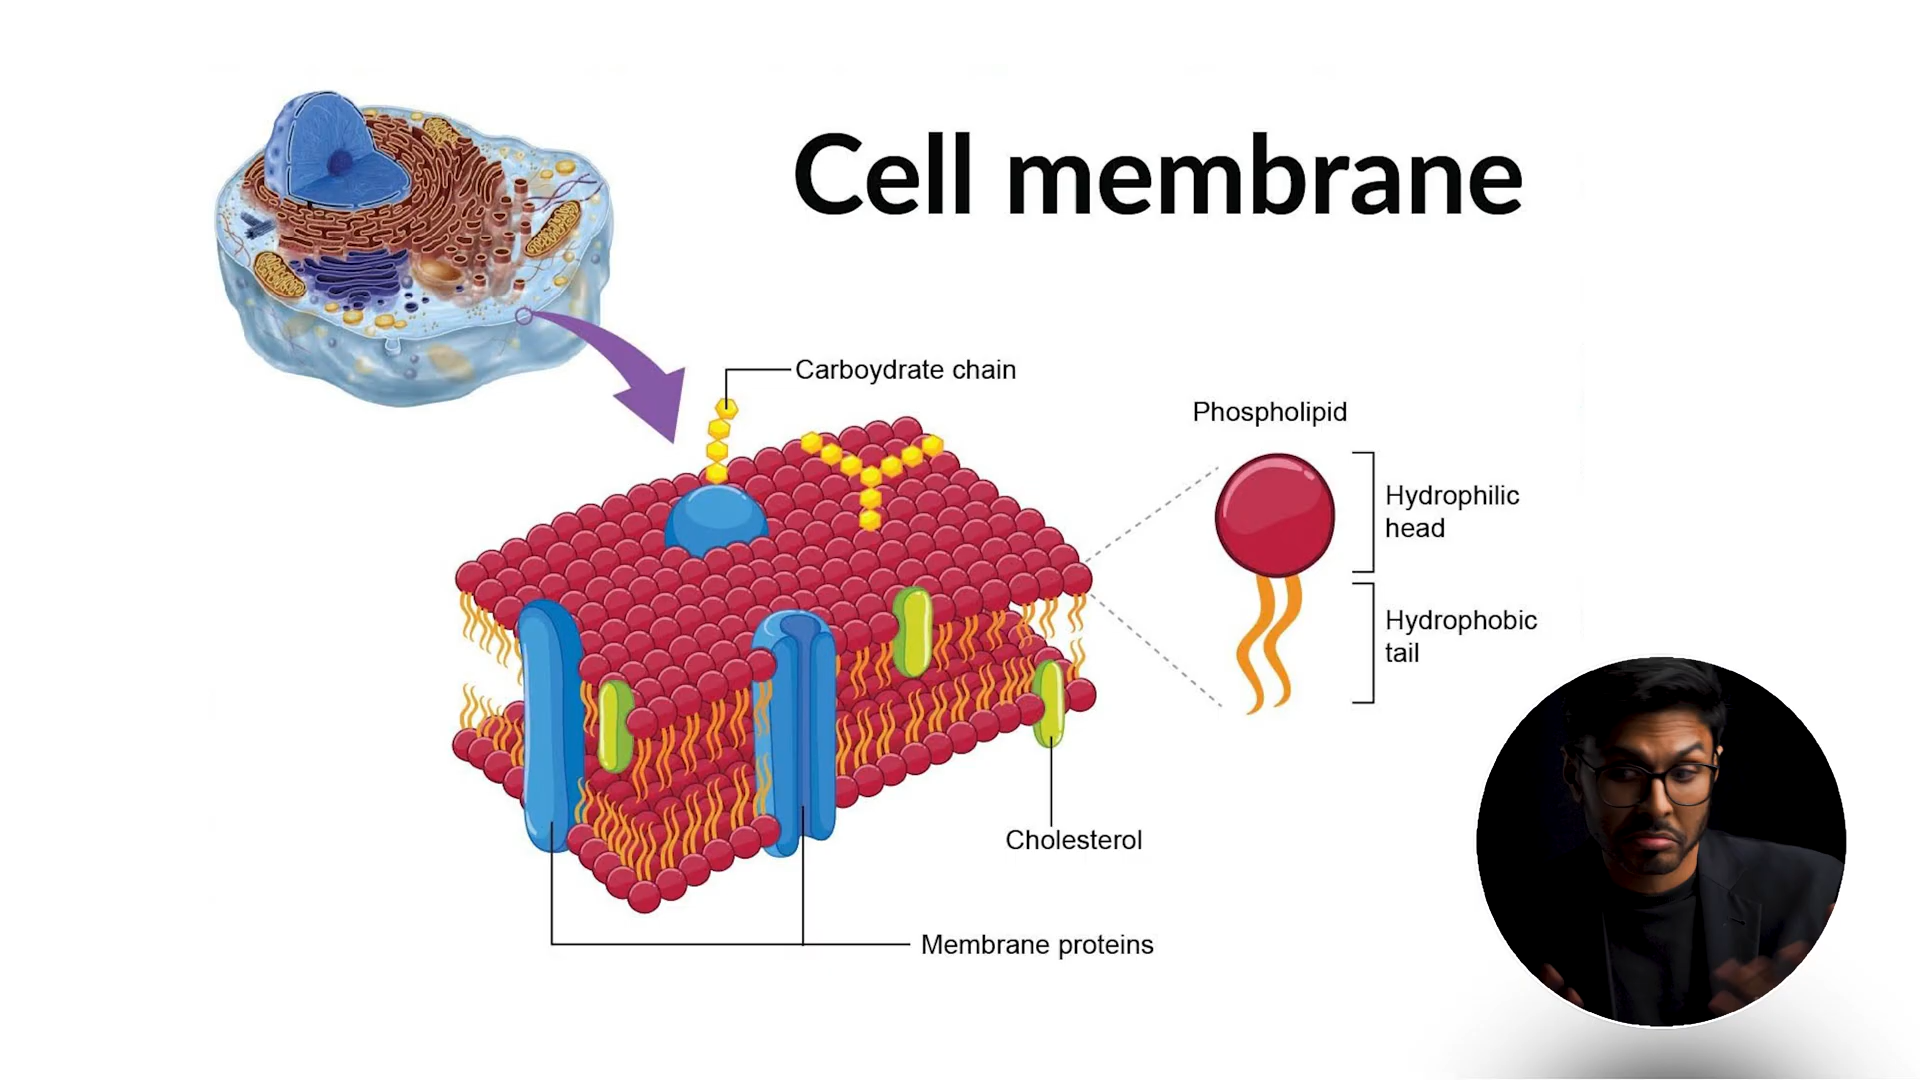 Cell membrane
Carboydrate chain
Phospholipid
Hydrophilic
head
Hydrophobic
tail
Cholesterol
Membrane proteins